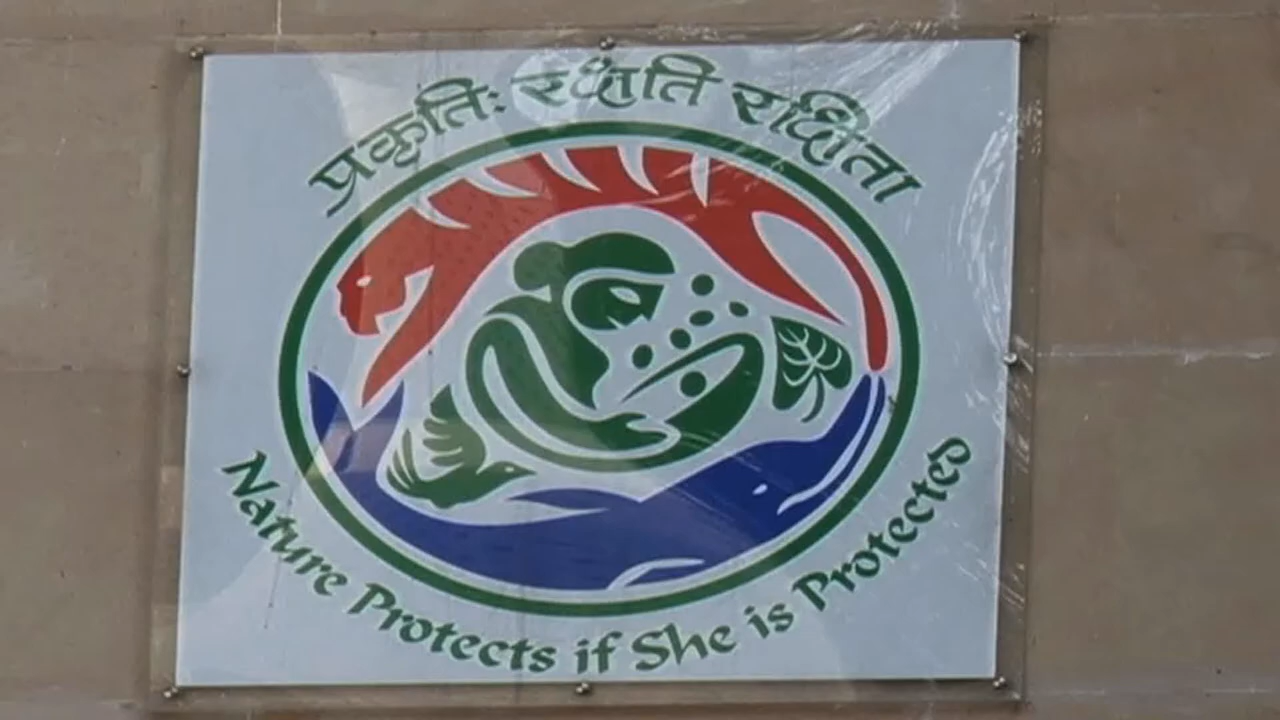 प्रकृतिः रक्षति रक्षिता
Nature Protects if She is Protected